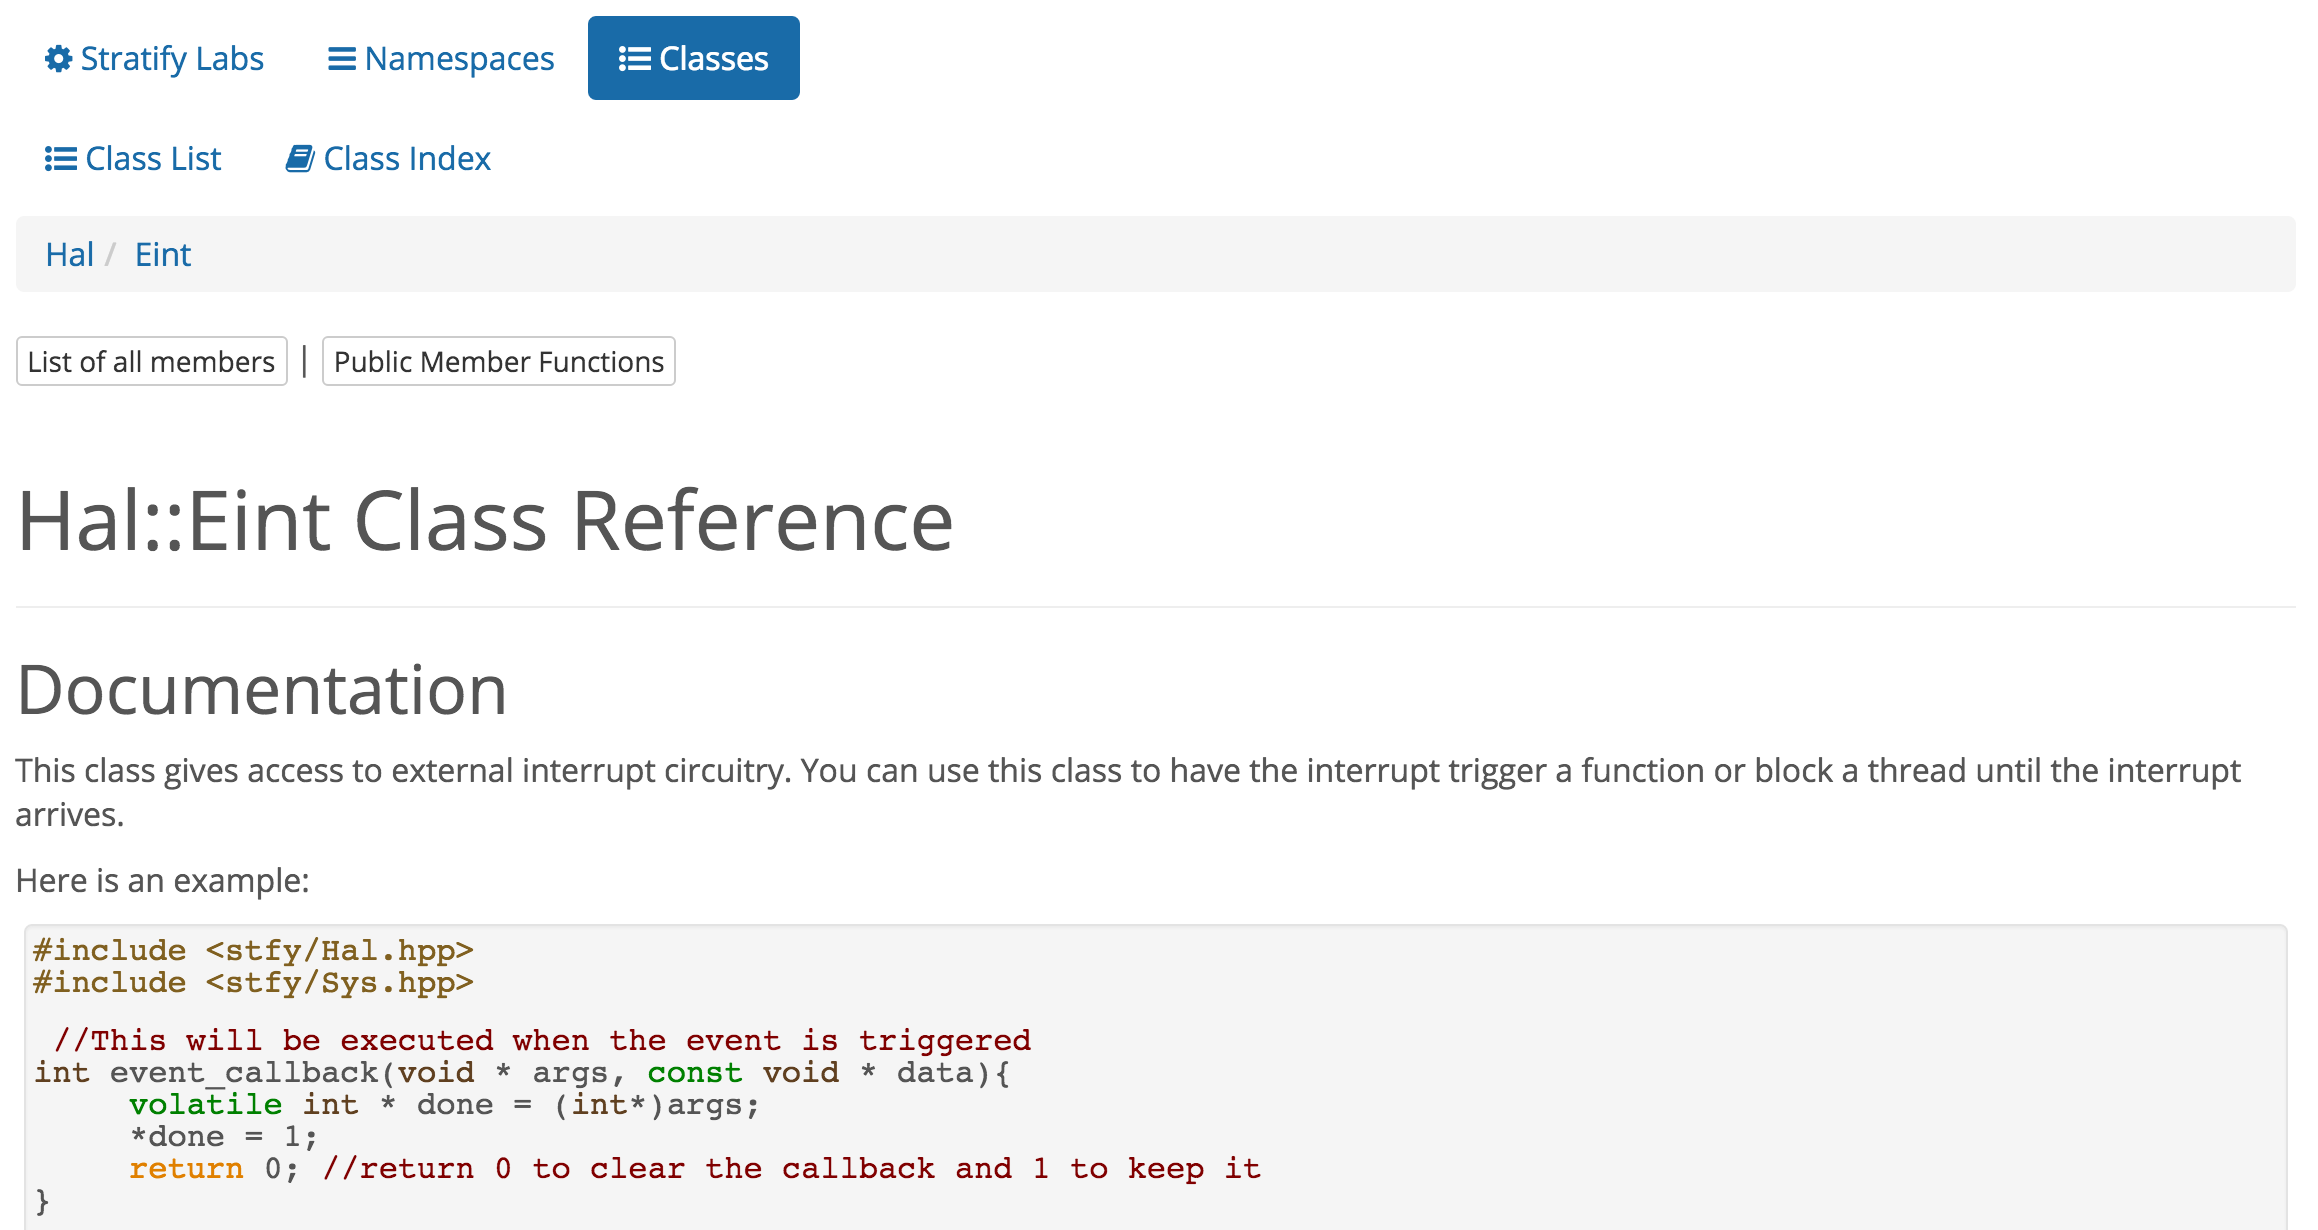 Stratify Labs Namespaces Classes
Class List Class Index
Hal / Eint
List of all members | Public Member Functions
Hal::Eint Class Reference
Documentation
This class gives access to external interrupt circuitry. You can use this class to have the interrupt trigger a function or block a thread until the interrupt
arrives.
Here is an example:
#include <stfy/Hal.hpp>
#include <stfy/Sys.hpp>
//This will be executed when the event is triggered
int event_callback(void * args, const void * data){
volatile int * done = (int*)args;
*done = 1;
return 0; //return 0 to clear the callback and 1 to keep it
}